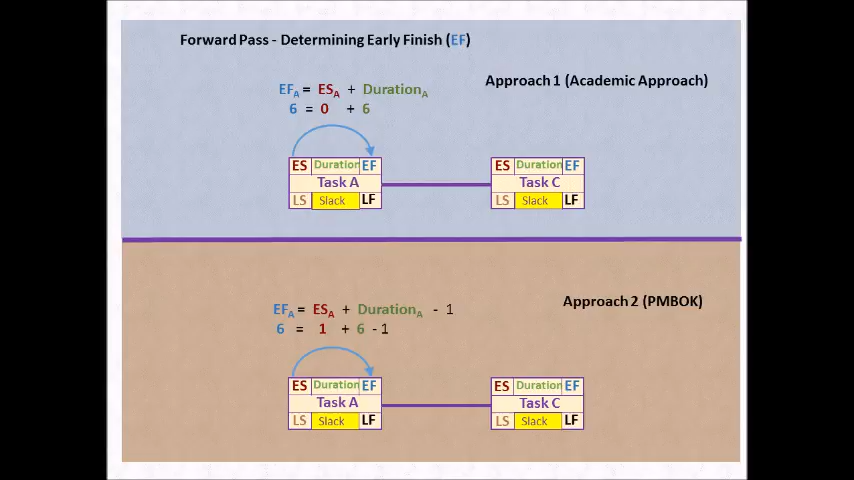 Forward Pass - Determining Early Finish (EF)
Approach 1 (Academic Approach)
EFA = ESA + DurationA
6 = 0 + 6
ES Duration EF
Task A
LS Slack LF
ES Duration EF
Task C
LS Slack LF
Approach 2 (PMBOK)
EFA = ESA + DurationA - 1
6 = 1 + 6 - 1
ES Duration EF
Task A
LS Slack LF
ES Duration EF
Task C
LS Slack LF